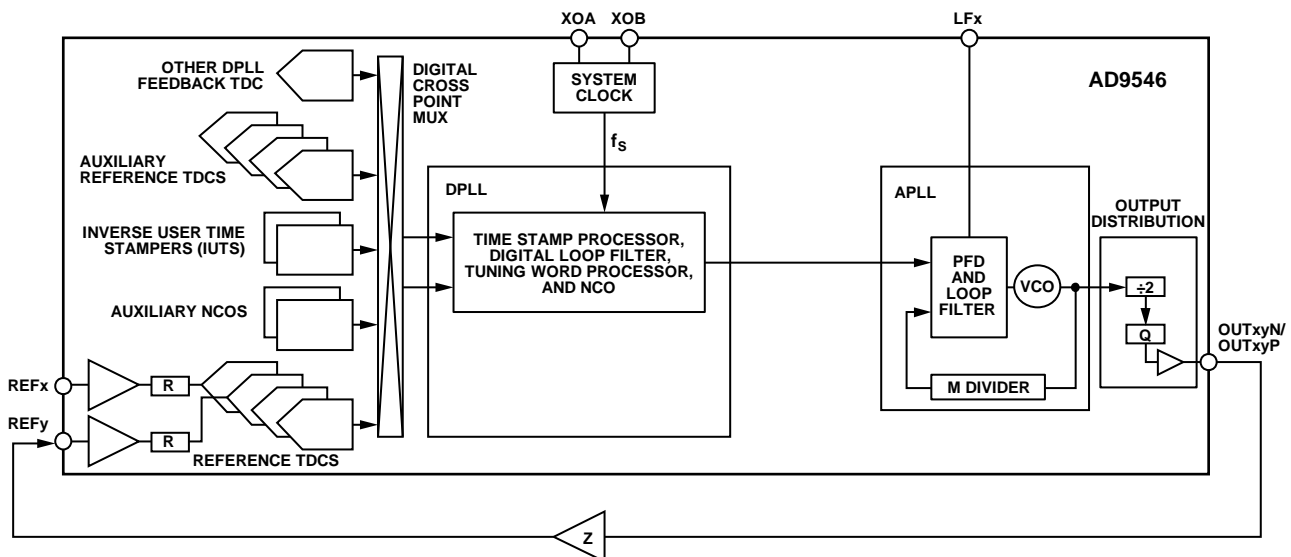 XOA
XOB
LFx
AD9546
OTHER DPLL
FEEDBACK TDC
DIGITAL
CROSS
POINT
MUX
SYSTEM
CLOCK
fS
AUXILIARY
REFERENCE TDCS
DPLL
APLL
OUTPUT
DISTRIBUTION
INVERSE USER TIME
STAMPERS (IUTS)
TIME STAMP PROCESSOR,
DIGITAL LOOP FILTER,
TUNING WORD PROCESSOR,
AND NCO
PFD
AND
LOOP
FILTER
VCO
÷2
Q
OUTxyN/
OUTxyP
AUXILIARY NCOS
M DIVIDER
REFx
R
REFy
R
REFERENCE TDCS
Z